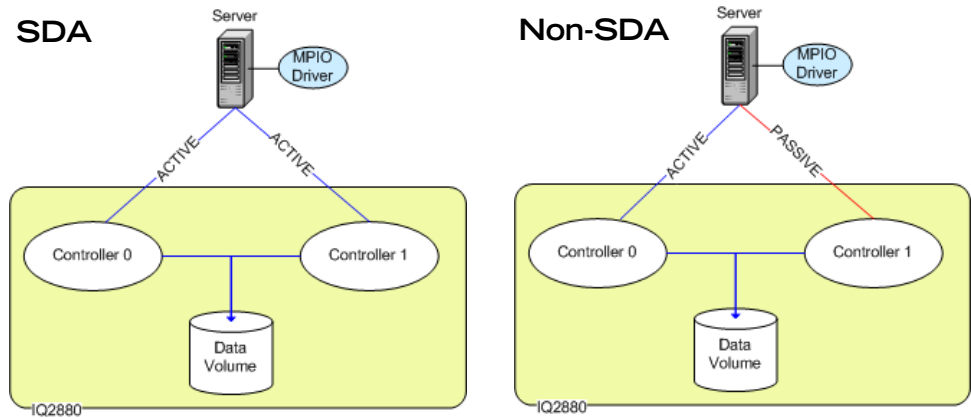 SDA
Server
MPIO
Driver
ACTIVE
ACTIVE
Controller 0
Controller 1
Data
Volume
IQ2880
Non-SDA
Server
MPIO
Driver
ACTIVE
PASSIVE
Controller 0
Controller 1
Data
Volume
IQ2880